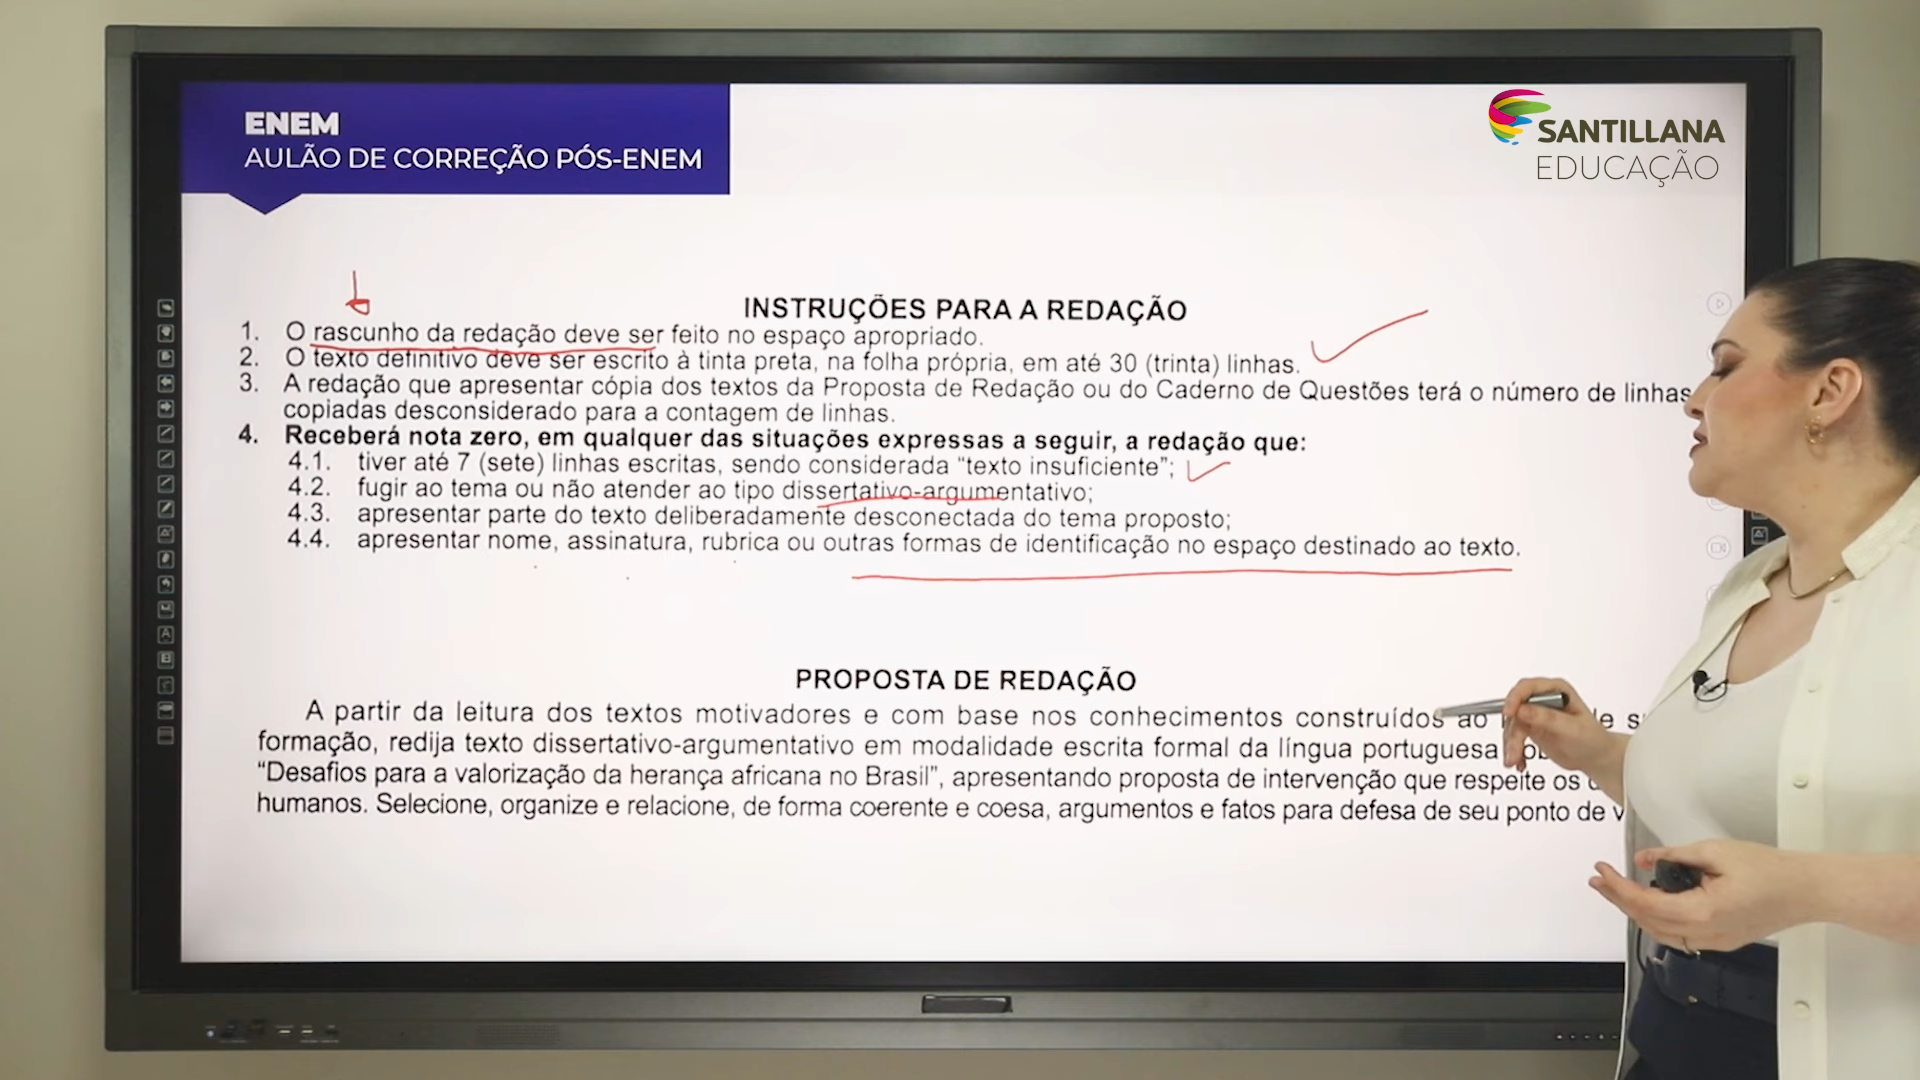 ENEM
AULÃO DE CORREÇÃO PÓS-ENEM
SANTILLANA
EDUCAÇÃO
INSTRUÇÕES PARA A REDAÇÃO
1. O rascunho da redação deve ser feito no espaço apropriado.
2. O texto definitivo deve ser escrito à tinta preta, na folha própria, em até 30 (trinta) linhas.
3. A redação que apresentar cópia dos textos da Proposta de Redação ou do Caderno de Questões terá o número de linhas
copiadas desconsiderado para a contagem de linhas.
4. Receberá nota zero, em qualquer das situações expressas a seguir, a redação que:
4.1. tiver até 7 (sete) linhas escritas, sendo considerada “texto insuficiente”;
4.2. fugir ao tema ou não atender ao tipo dissertativo-argumentativo;
4.3. apresentar parte do texto deliberadamente desconectada do tema proposto;
4.4. apresentar nome, assinatura, rubrica ou outras formas de identificação no espaço destinado ao texto.
PROPOSTA DE REDAÇÃO
A partir da leitura dos textos motivadores e com base nos conhecimentos construídos ao
formação, redija texto dissertativo-argumentativo em modalidade escrita formal da língua portuguesa
“Desafios para a valorização da herança africana no Brasil”, apresentando proposta de intervenção que respeite os
humanos. Selecione, organize e relacione, de forma coerente e coesa, argumentos e fatos para defesa de seu ponto de